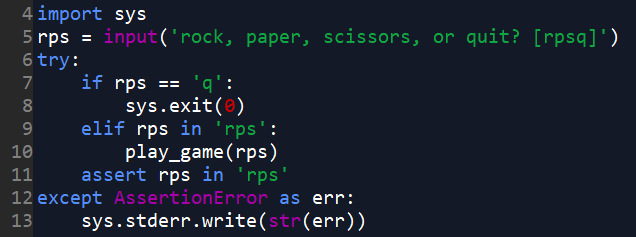 4 import sys
5 rps = input('rock, paper, scissors, or quit? [rpsq]')
6 try:
7     if rps == 'q':
8         sys.exit(0)
9     elif rps in 'rps':
10         play_game(rps)
11     assert rps in 'rps'
12 except AssertionError as err:
13     sys.stderr.write(str(err))